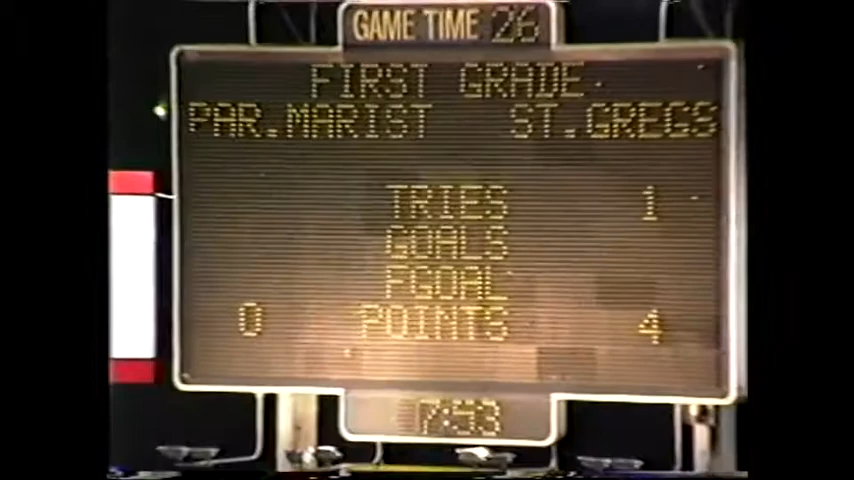 GAME TIME 26
FIRST GRADE
PAR.MARIST ST.GREGS
TRIES 1
GOALS
FGOAL
0 POINTS 4
7:53